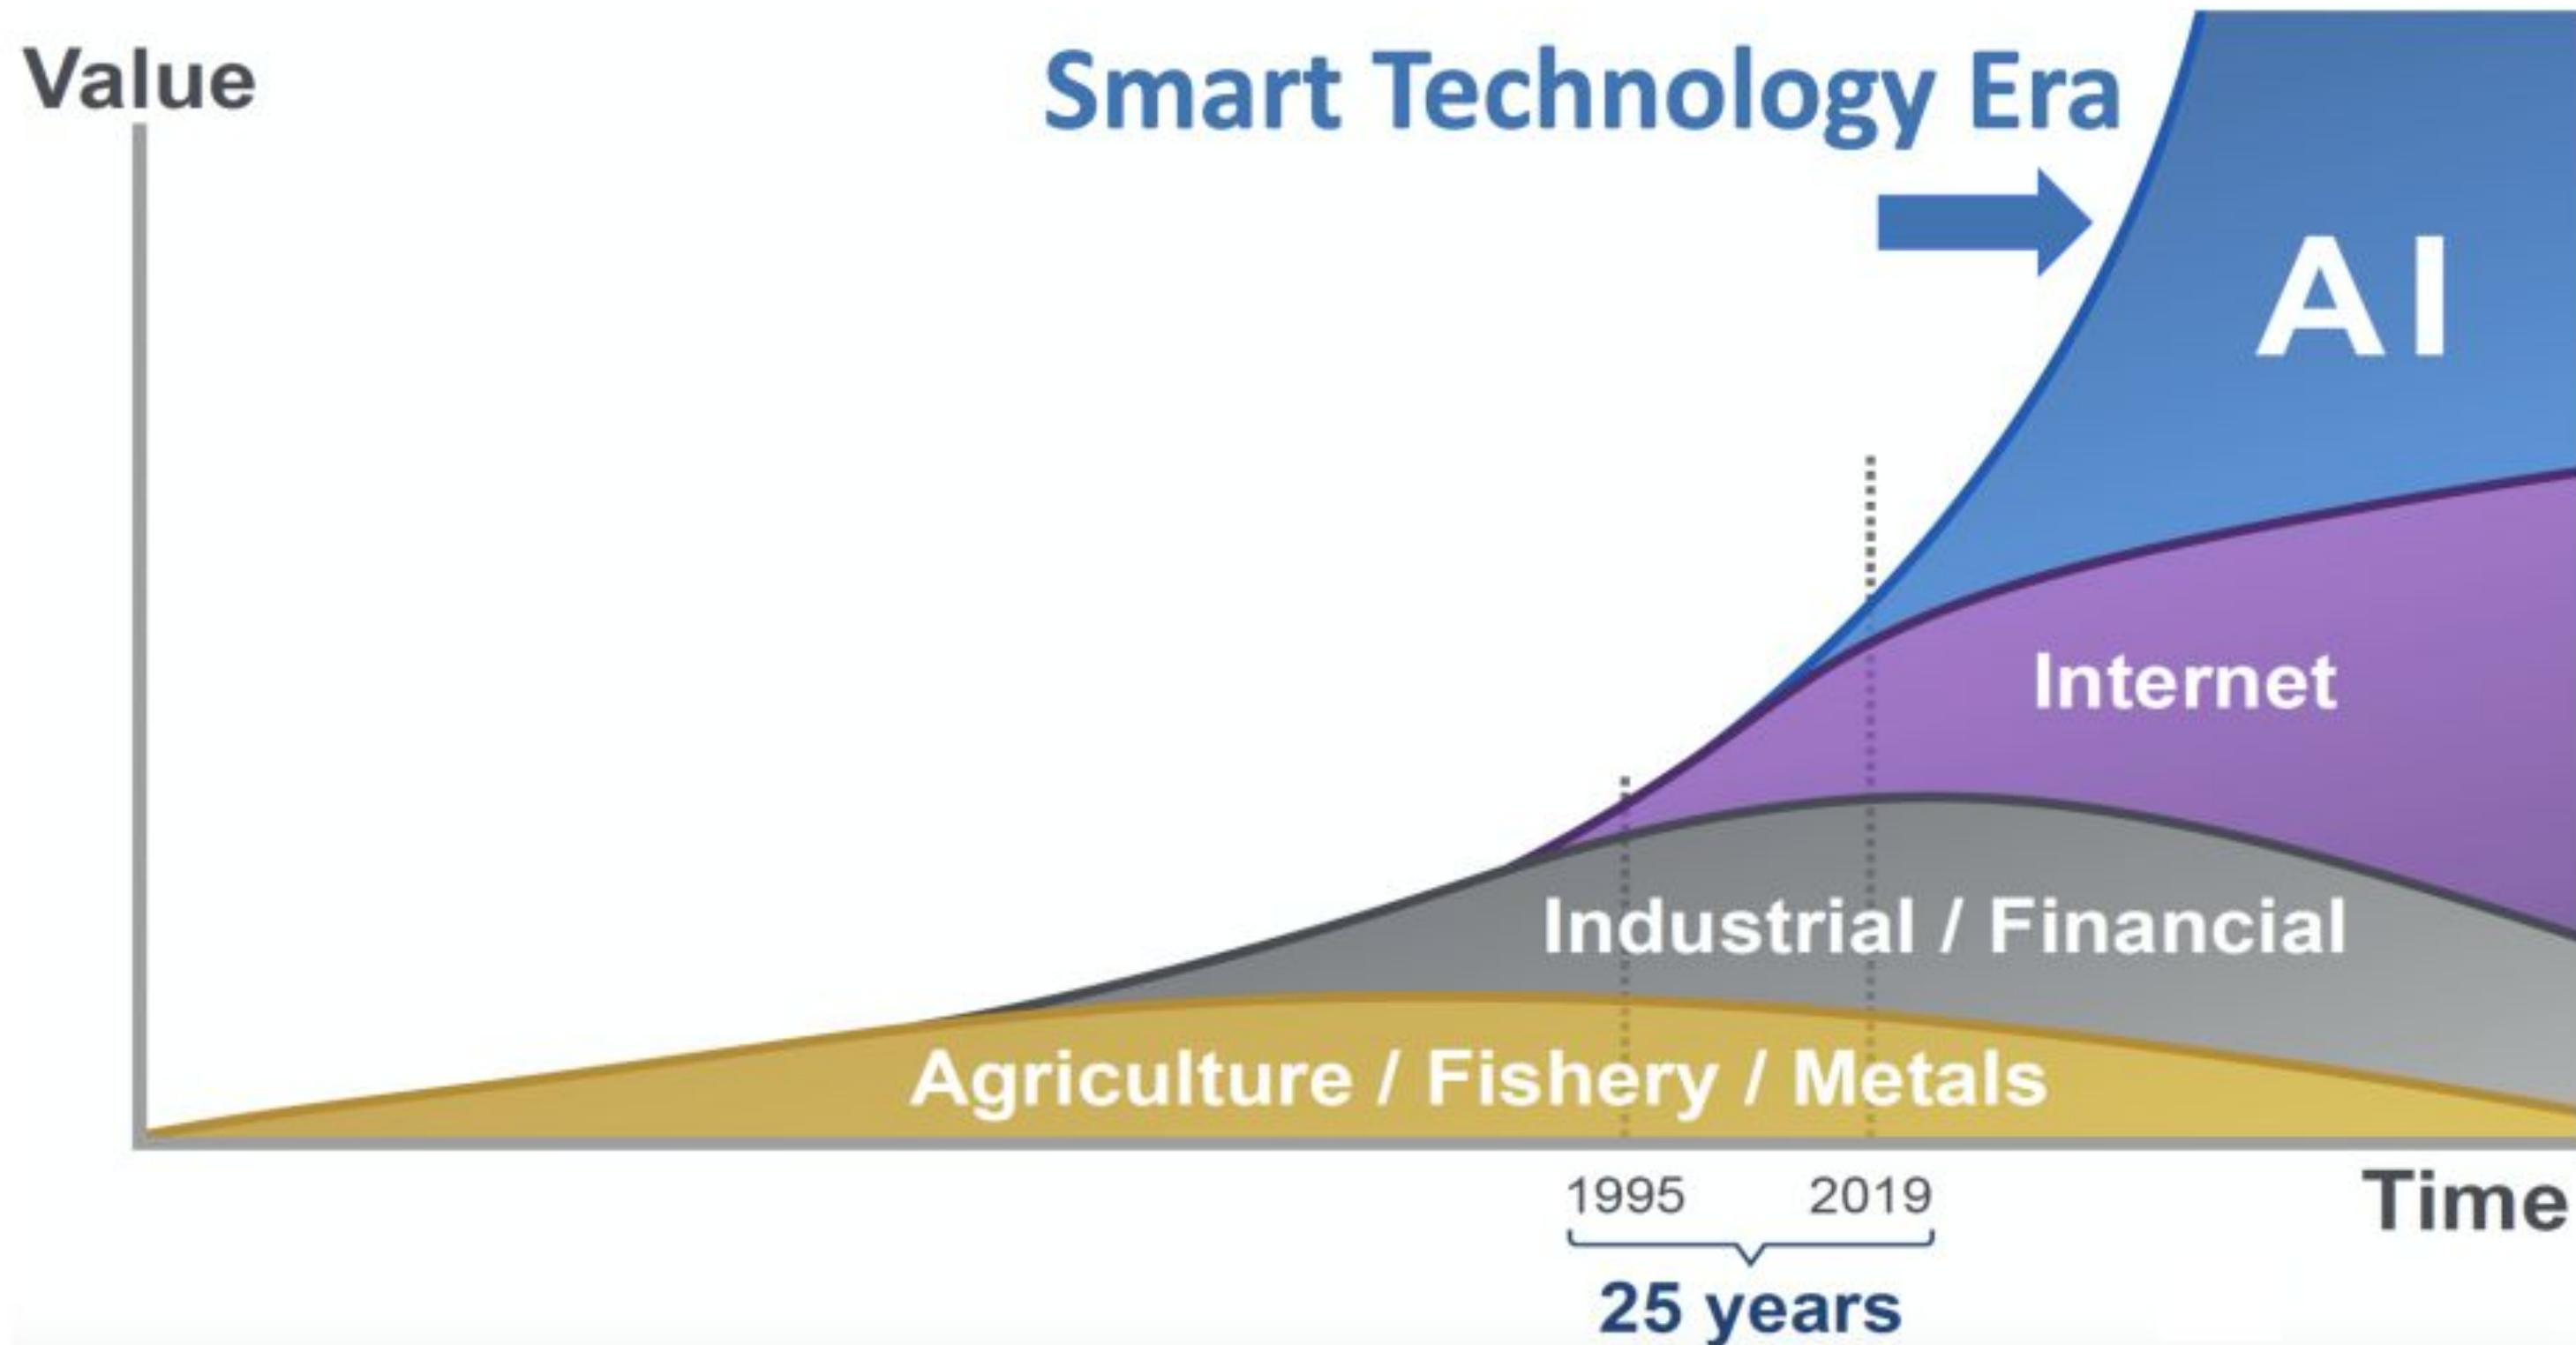 Value
Smart Technology Era
AI
Internet
Industrial / Financial
Agriculture / Fishery / Metals
1995
2019
Time
25 years